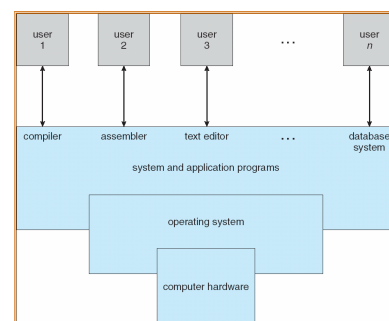 user user user ... user
1 2 3 n
compiler assembler text editor ... database
system
system and application programs
operating system
computer hardware